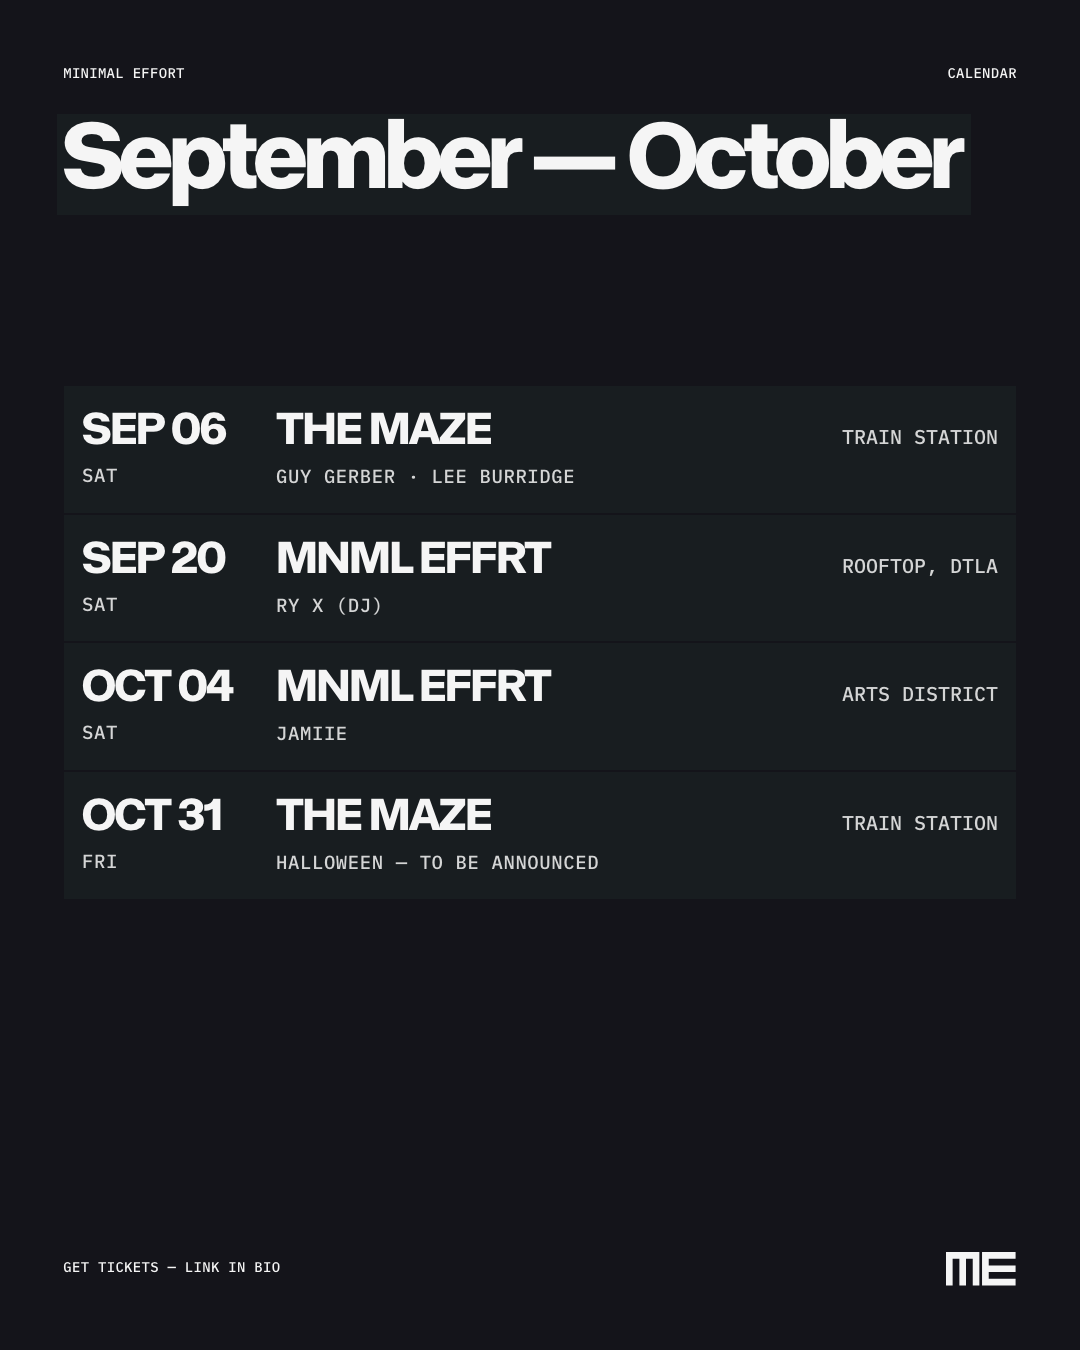 MINIMAL EFFORT
CALENDAR
September — October
SEP 06
THE MAZE
TRAIN STATION
SAT
GUY GERBER · LEE BURRIDGE
SEP 20
MNML EFFRT
ROOFTOP, DTLA
SAT
RY X (DJ)
OCT 04
MNML EFFRT
ARTS DISTRICT
SAT
JAMIIE
OCT 31
THE MAZE
TRAIN STATION
FRI
HALLOWEEN — TO BE ANNOUNCED
GET TICKETS — LINK IN BIO
ME